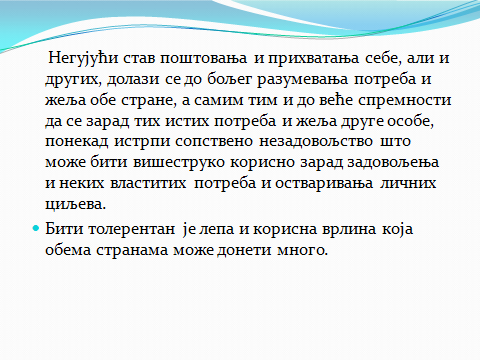 Негујући став поштовања и прихватања себе, али и
других, долази се до бољег разумевања потреба и
жеља обе стране, а самим тим и до веће спремности
да се зарад тих истих потреба и жеља друге особе,
понекад истрпи сопствено незадовољство што
може бити вишеструко корисно зарад задовољења
и неких властитих потреба и остваривања личних
циљева.
Бити толерентан је лепа и корисна врлина која
обема странама може донети много.